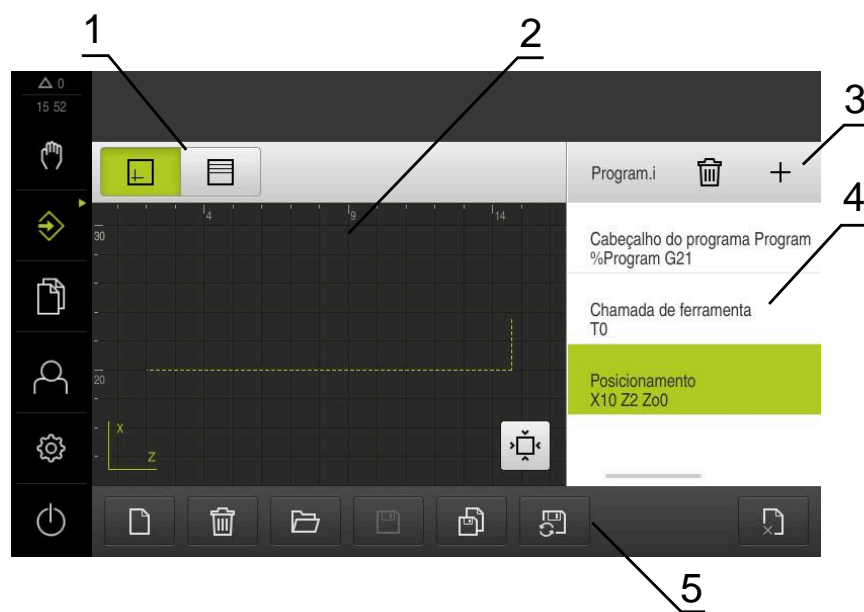 1
2
3
4
5
0
15 52
Program.i
4
9
14
30
20
X
Z
Cabeçalho do programa Program
%Program G21
Chamada de ferramenta
T0
Posicionamento
X10 Z2 Zo0